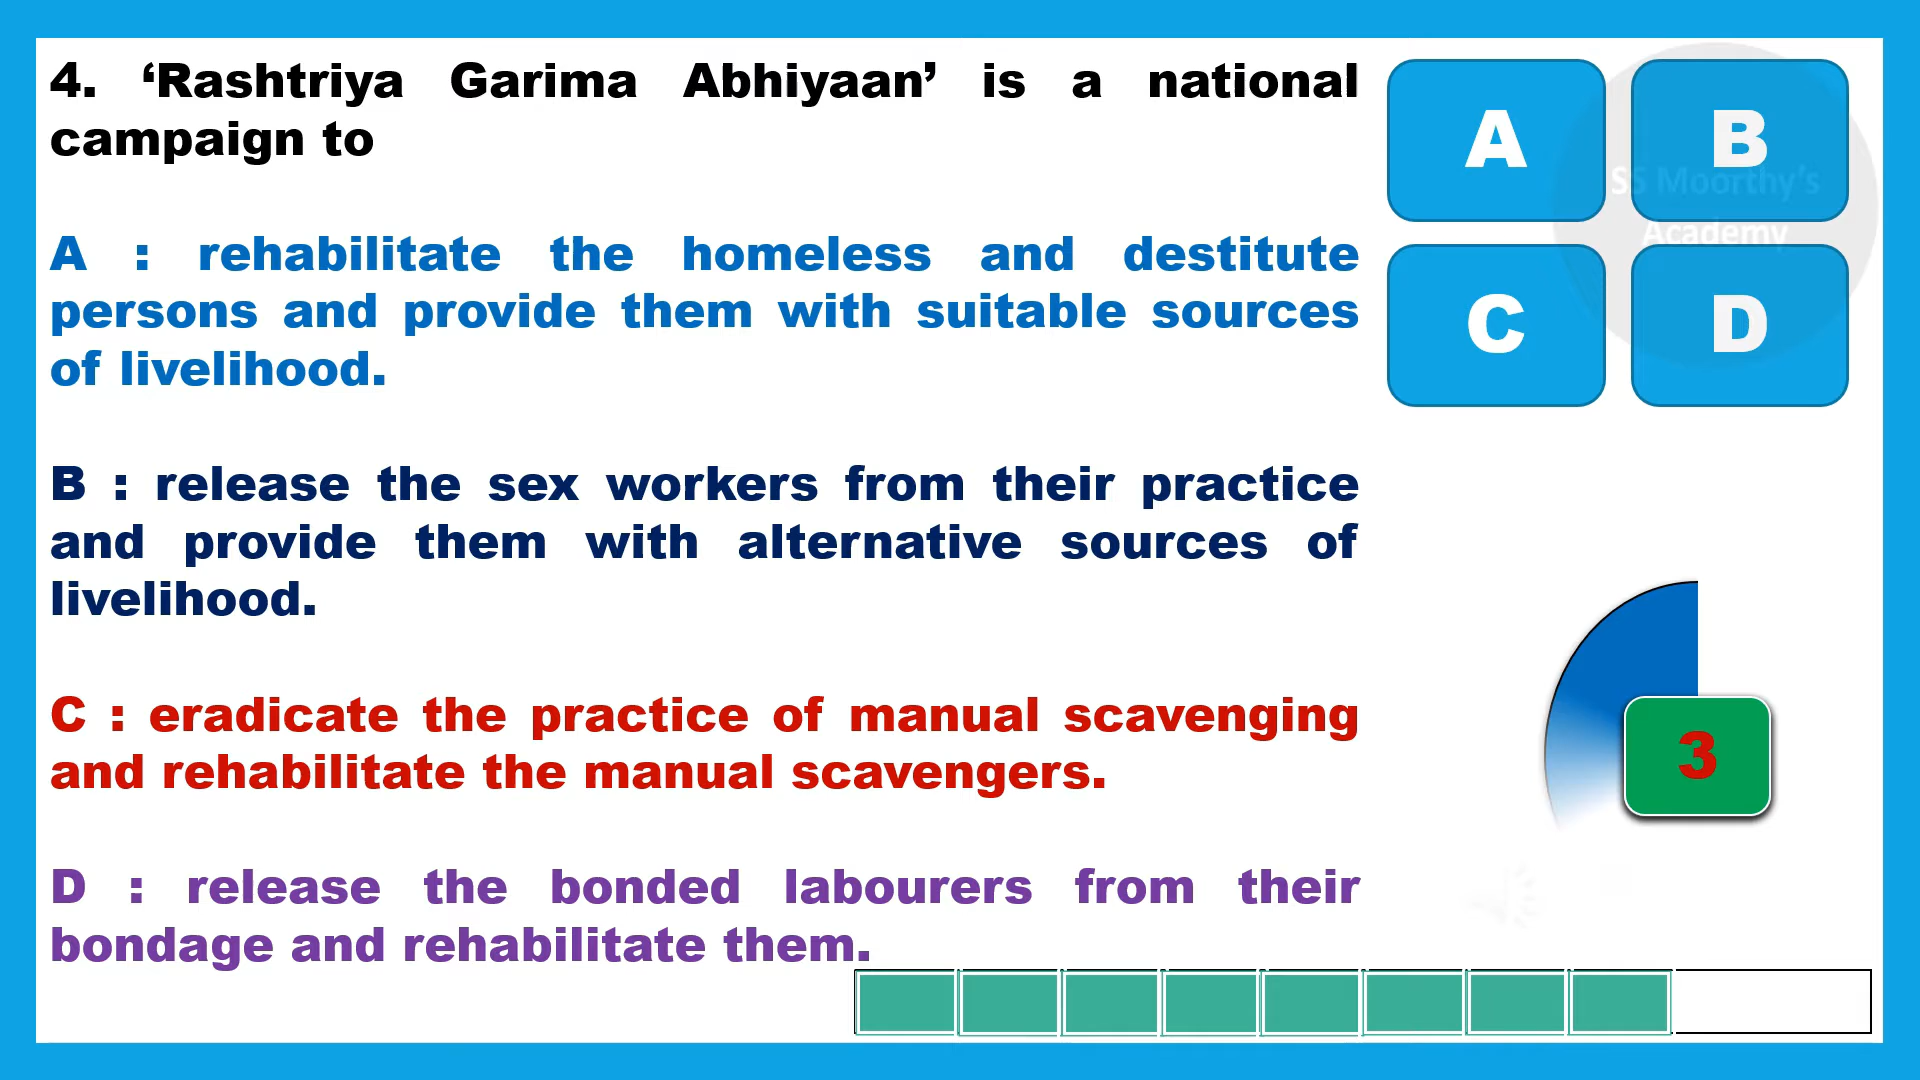 4. ‘Rashtriya Garima Abhiyaan’ is a national
campaign to
A : rehabilitate the homeless and destitute
persons and provide them with suitable sources
of livelihood.
B : release the sex workers from their practice
and provide them with alternative sources of
livelihood.
C : eradicate the practice of manual scavenging
and rehabilitate the manual scavengers.
D : release the bonded labourers from their
bondage and rehabilitate them.
A
B
SS Moorthy's
Academy
C
D
3